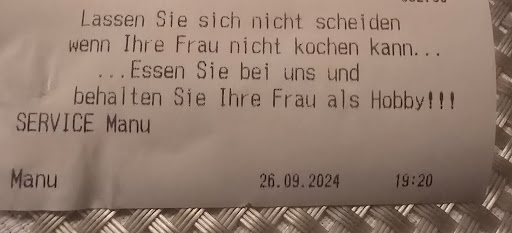 Lassen Sie sich nicht scheiden
wenn Ihre Frau nicht kochen kann...
...Essen Sie bei uns und
behalten Sie Ihre Frau als Hobby!!!
SERVICE Manu
Manu 26.09.2024 19:20